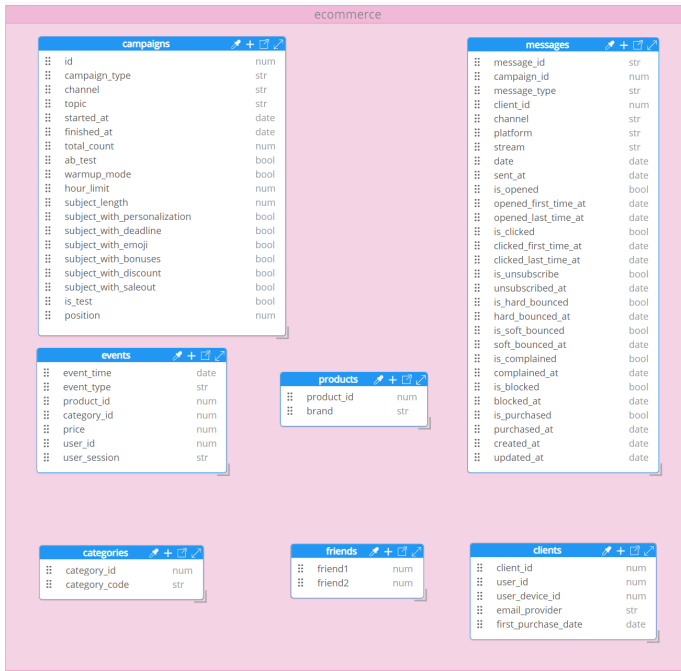 ecommerce
campaigns
id num
campaign_type str
channel str
topic str
started_at date
finished_at date
total_count num
ab_test bool
warmup_mode bool
hour_limit num
subject_length num
subject_with_personalization bool
subject_with_deadline bool
subject_with_emoji bool
subject_with_bonuses bool
subject_with_discount bool
subject_with_saleout bool
is_test bool
position num
messages
message_id str
campaign_id num
message_type str
client_id num
channel str
platform str
stream str
date date
sent_at date
is_opened bool
opened_first_time_at date
opened_last_time_at date
is_clicked bool
clicked_first_time_at date
clicked_last_time_at date
is_unsubscribe bool
unsubscribed_at date
is_hard_bounced bool
hard_bounced_at date
is_soft_bounced bool
soft_bounced_at date
is_complained bool
complained_at date
is_blocked bool
blocked_at date
is_purchased bool
purchased_at date
created_at date
updated_at date
events
event_time date
event_type str
product_id num
category_id num
price num
user_id num
user_session str
products
product_id num
brand str
categories
category_id num
category_code str
friends
friend1 num
friend2 num
clients
client_id num
user_id num
user_device_id num
email_provider str
first_purchase_date date